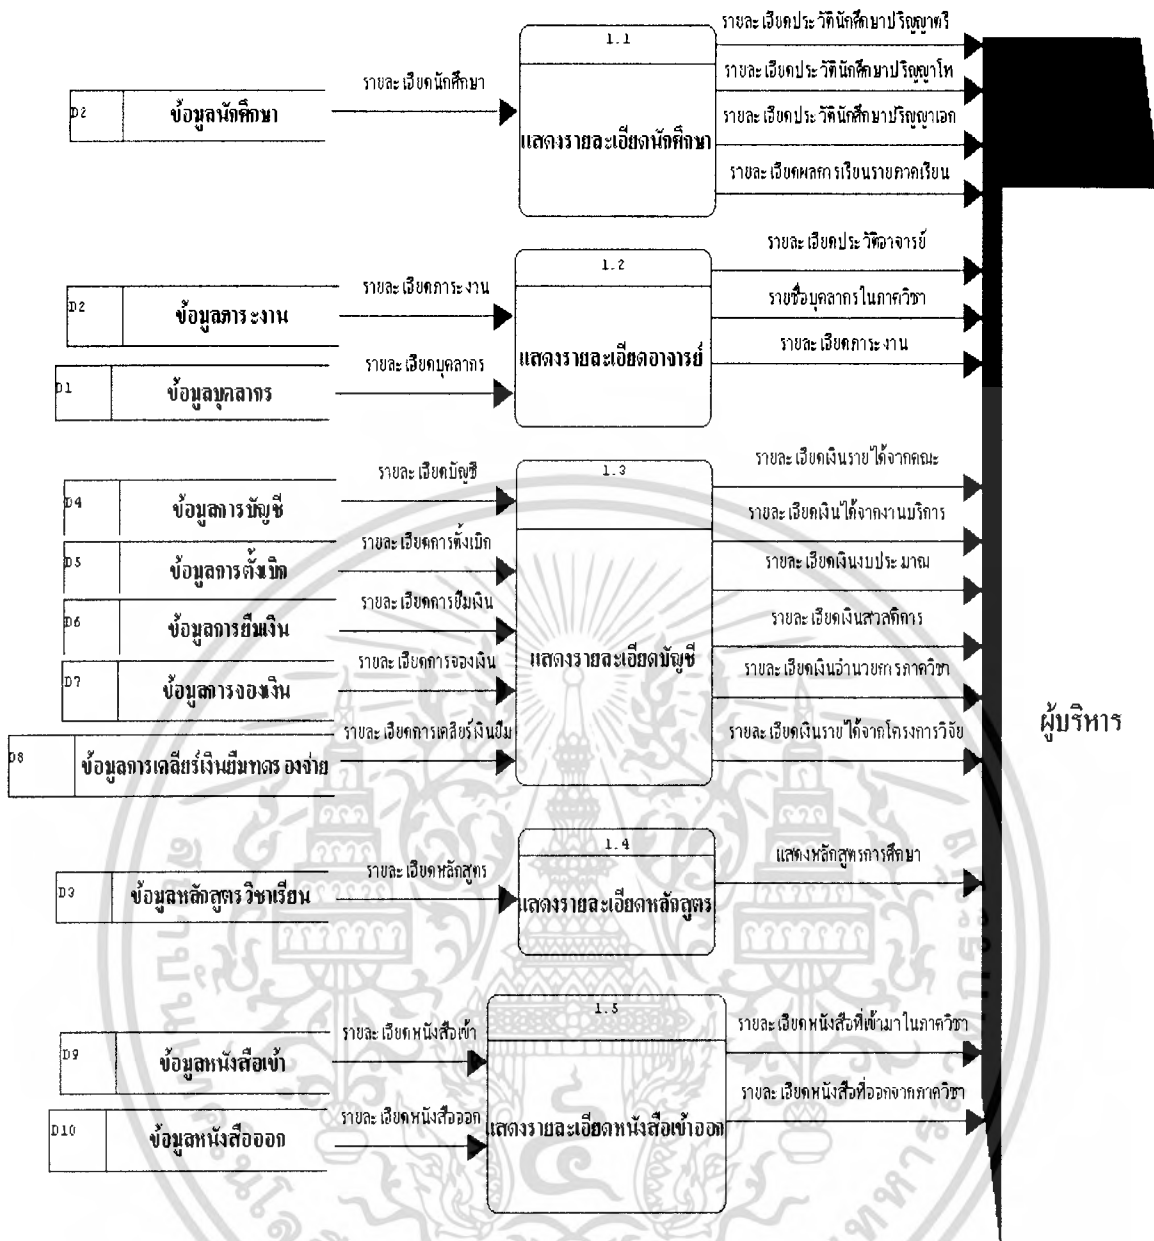 1.1
รายละเอียดประวัตินักศึกษาปริญญาตรี
รายละเอียดนักศึกษา
รายละเอียดประวัตินักศึกษาปริญญาโท
D2 ข้อมูลนักศึกษา
แสดงรายละเอียดนักศึกษา
รายละเอียดประวัตินักศึกษาปริญญาเอก
รายละเอียดผลการเรียนรายภาคเรียน
1.2
รายละเอียดประวัติอาจารย์
รายละเอียดภาระงาน
D2 ข้อมูลภาระงาน
รายชื่อบุคลากรในภาควิชา
แสดงรายละเอียดอาจารย์
รายละเอียดภาระงาน
รายละเอียดบุคลากร
D1 ข้อมูลบุคลากร
1.3
รายละเอียดเงินรายได้จากคณะ
รายละเอียดบัญชี
D4 ข้อมูลการบัญชี
รายละเอียดเงินได้จากงานบริการ
รายละเอียดการตั้งเบิก
D5 ข้อมูลการตั้งเบิก
รายละเอียดเงินงบประมาณ
รายละเอียดการยืมเงิน
D6 ข้อมูลการยืมเงิน
รายละเอียดเงินสวัสดิการ
แสดงรายละเอียดบัญชี
รายละเอียดการจองเงิน
D7 ข้อมูลการจองเงิน
รายละเอียดเงินอำนวยการภาควิชา
รายละเอียดการเคลียร์เงินยืม
D8 ข้อมูลการเคลียร์เงินยืมทดรองจ่าย
รายละเอียดเงินรายได้จากโครงการวิจัย
ผู้บริหาร
1.4
แสดงหลักสูตรการศึกษา
รายละเอียดหลักสูตร
D3 ข้อมูลหลักสูตรวิชาเรียน
แสดงรายละเอียดหลักสูตร
1.5
รายละเอียดหนังสือที่เข้ามาในภาควิชา
รายละเอียดหนังสือเข้า
D9 ข้อมูลหนังสือเข้า
รายละเอียดหนังสือที่ออกจากภาควิชา
รายละเอียดหนังสือออก
D10 ข้อมูลหนังสือออก
แสดงรายละเอียดหนังสือเข้าออก